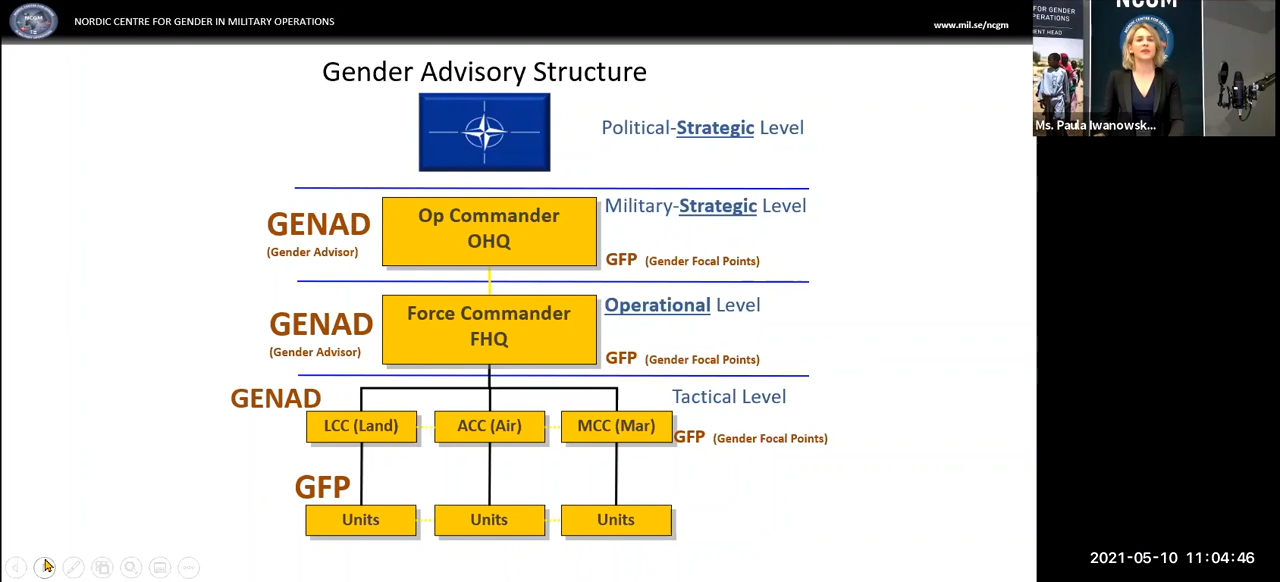 NORDIC CENTRE FOR GENDER IN MILITARY OPERATIONS
www.mil.se/ncgm
Gender Advisory Structure
Political-Strategic Level
Op Commander
OHQ
GENAD
(Gender Advisor)
Military-Strategic Level
GFP (Gender Focal Points)
Force Commander
FHQ
GENAD
(Gender Advisor)
Operational Level
GFP (Gender Focal Points)
GENAD
Tactical Level
LCC (Land)
ACC (Air)
MCC (Mar)
GFP (Gender Focal Points)
GFP
Units
Units
Units
NCGM
FOR GENDER
Ms. Paula Iwanowsk...
2021-05-10 11:04:46